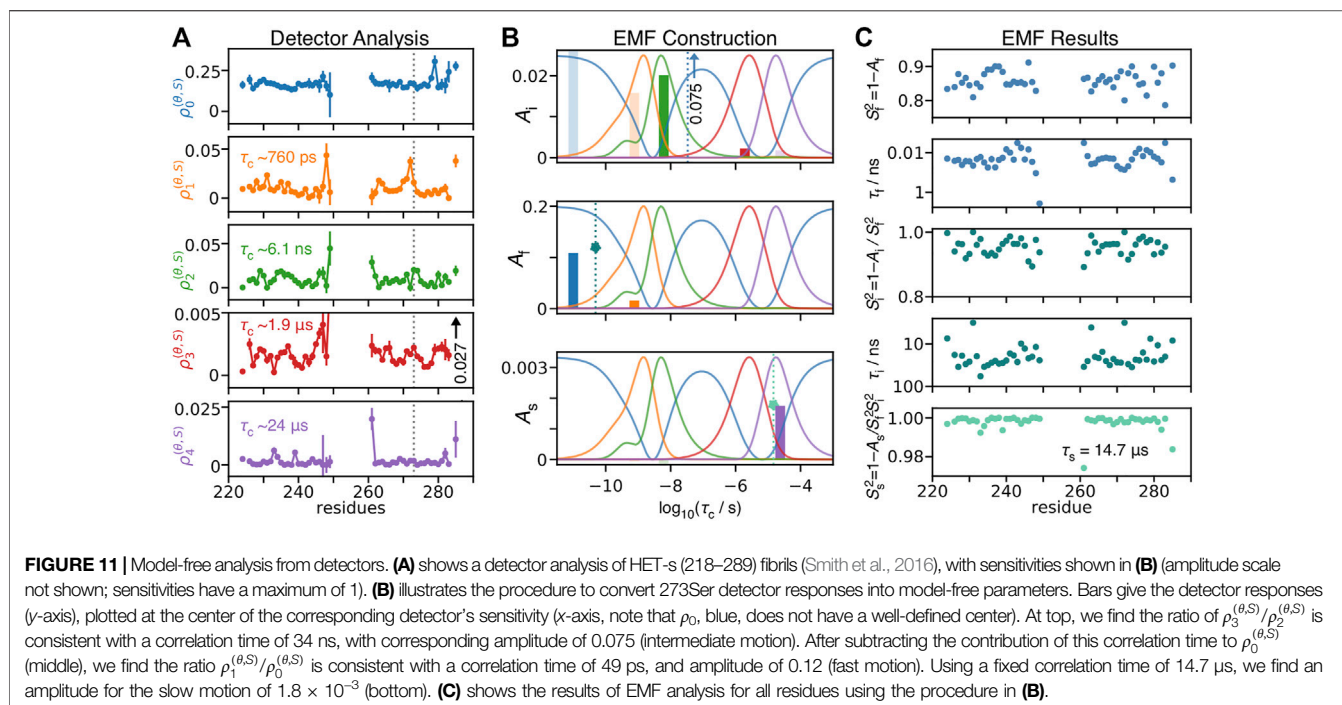 A
Detector Analysis
ρ₀^(θ,S)
0.25
0
ρ₁^(θ,S)
0.05
0
τc ~760 ps
ρ₂^(θ,S)
0.05
0
τc ~6.1 ns
ρ₃^(θ,S)
0.005
0
τc ~1.9 μs
0.027
ρ₄^(θ,S)
0.025
0
τc ~24 μs
220 240 260 280
residues
B
EMF Construction
Ai
0.02
0
0.075
Af
0.2
0
As
0.003
0
−10 −8 −6 −4
log₁₀(τc / s)
C
EMF Results
Sf²=1−Af
0.9
0.8
τf / ns
0.01
1
Si²=1−Ai / Sf²
1.0
0.8
τi / ns
10
100
Ss²=1−As/Sf²Si²
1.00
0.98
τs = 14.7 μs
220 240 260 280
residue
FIGURE 11 | Model-free analysis from detectors. (A) shows a detector analysis of HET-s (218–289) fibrils (Smith et al., 2016), with sensitivities shown in (B) (amplitude scale
not shown; sensitivities have a maximum of 1). (B) illustrates the procedure to convert 273Ser detector responses into model-free parameters. Bars give the detector responses
(y-axis), plotted at the center of the corresponding detector's sensitivity (x-axis, note that ρ₀, blue, does not have a well-defined center). At top, we find the ratio of ρ₃^(θ,S)/ρ₂^(θ,S) is
consistent with a correlation time of 34 ns, with corresponding amplitude of 0.075 (intermediate motion). After subtracting the contribution of this correlation time to ρ₀^(θ,S)
(middle), we find the ratio ρ₁^(θ,S)/ρ₀^(θ,S) is consistent with a correlation time of 49 ps, and amplitude of 0.12 (fast motion). Using a fixed correlation time of 14.7 μs, we find an
amplitude for the slow motion of 1.8 × 10⁻³ (bottom). (C) shows the results of EMF analysis for all residues using the procedure in (B).